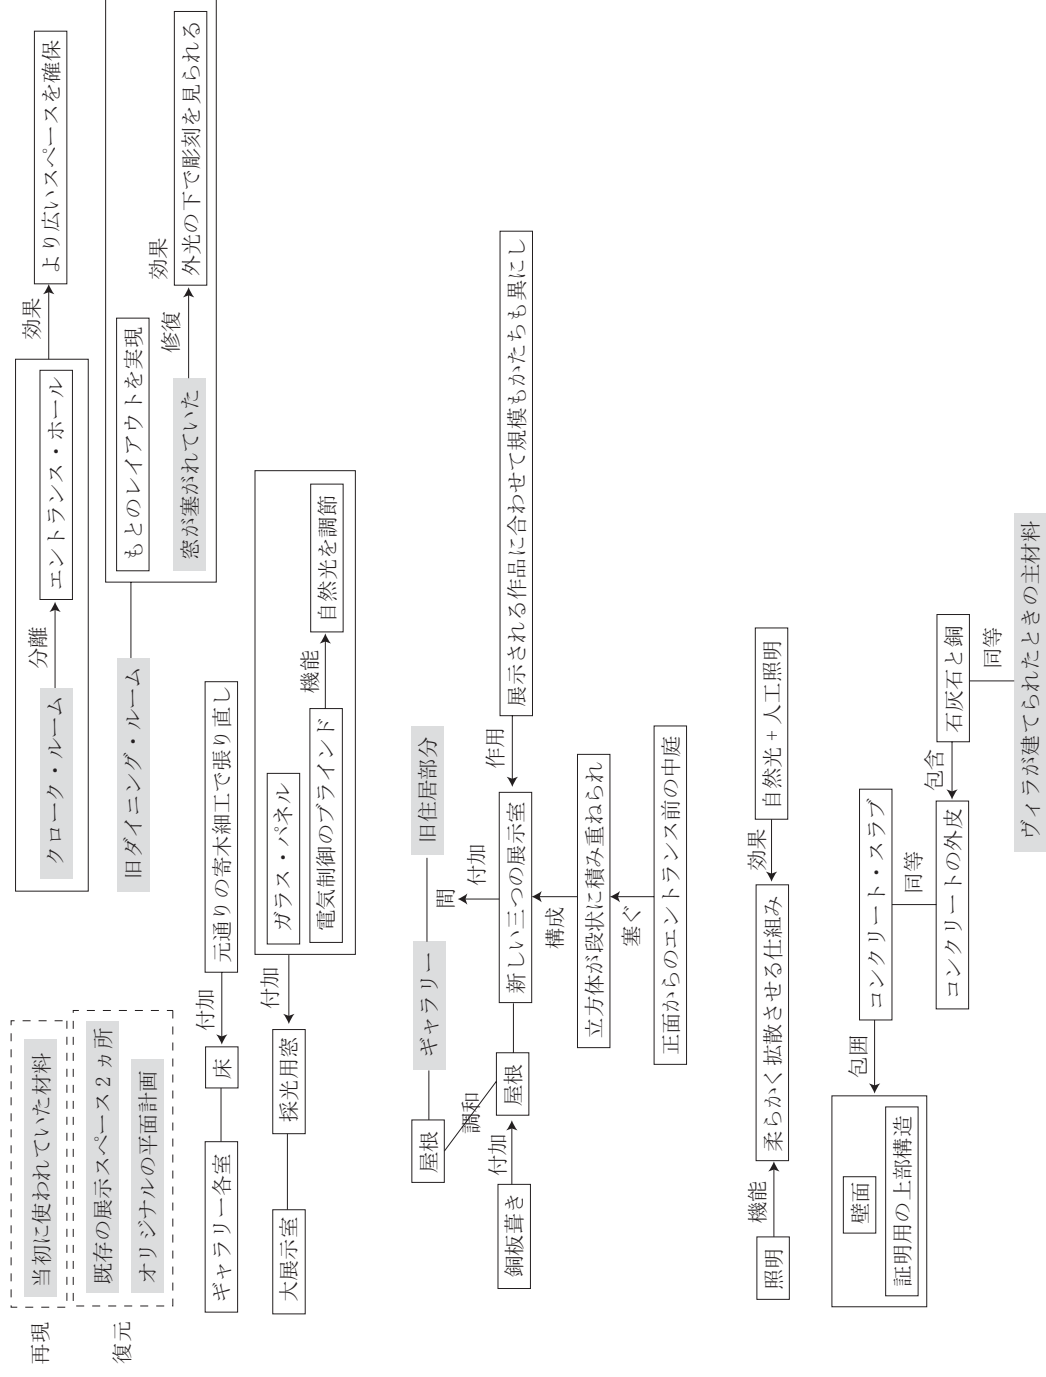 再現
当初に使われていた材料
復元
既存の展示スペース2ヵ所
オリジナルの平面計画
クローク・ルーム
分離
エントランス・ホール
効果
より広いスペースを確保
旧ダイニング・ルーム
もとのレイアウトを実現
窓が塞がれていた
修復
効果
外光の下で彫刻を見られる
ギャラリー各室
床
付加
元通りの寄木細工で張り直し
大展示室
採光用窓
付加
ガラス・パネル
電気制御のブラインド
機能
自然光を調節
屋根
ギャラリー
間
旧住居部分
調和
付加
銅板葺き
付加
屋根
新しい三つの展示室
作用
展示される作品に合わせて規模もかたちも異にし
構成
立方体が段状に積み重ねられ
塞ぐ
正面からのエントランス前の中庭
照明
機能
柔らかく拡散させる仕組み
効果
自然光+人工照明
壁面
証明用の上部構造
包囲
コンクリート・スラブ
同等
コンクリートの外皮
包含
石灰石と銅
同等
ヴィラが建てられたときの主材料